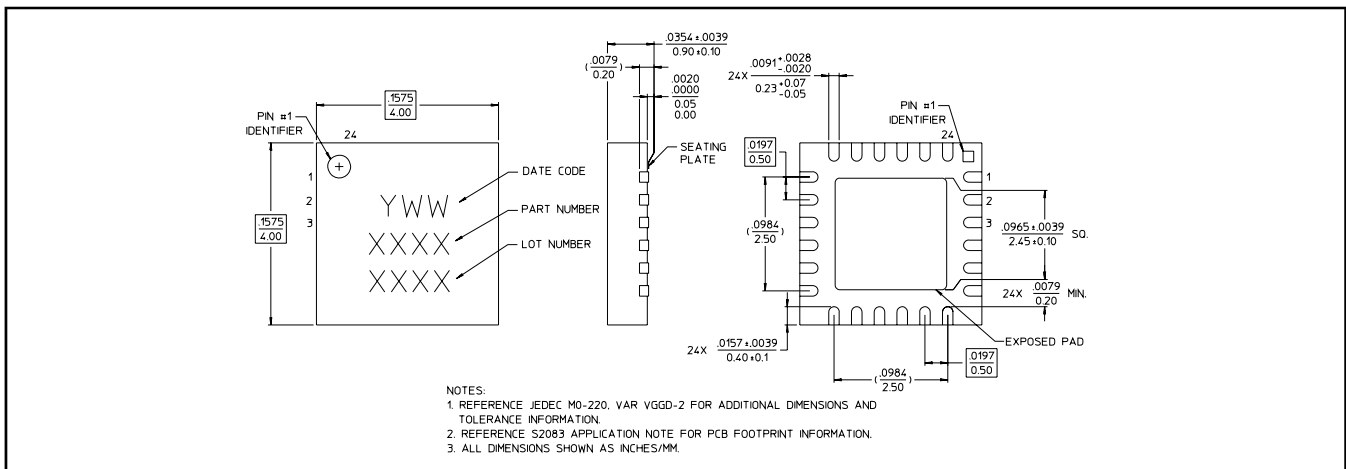 .1575
4.00
PIN #1
IDENTIFIER
24
1
2
3
.1575
4.00
YWW
XXXX
XXXX
DATE CODE
PART NUMBER
LOT NUMBER
.0354±.0039
0.90±0.10
(.0079
0.20)
.0020
.0000
0.05
0.00
SEATING
PLATE
24X .0091 +.0028
-.0020
0.23 +0.07
-0.05
PIN #1
IDENTIFIER
24
.0197
0.50
1
2
3
(.0984
2.50)
.0965±.0039
2.45±0.10 SQ.
24X .0079
0.20 MIN.
EXPOSED PAD
24X .0157±.0039
0.40±0.1
(.0984
2.50)
.0197
0.50
NOTES:
1. REFERENCE JEDEC MO-220, VAR VGGD-2 FOR ADDITIONAL DIMENSIONS AND
TOLERANCE INFORMATION.
2. REFERENCE S2083 APPLICATION NOTE FOR PCB FOOTPRINT INFORMATION.
3. ALL DIMENSIONS SHOWN AS INCHES/MM.